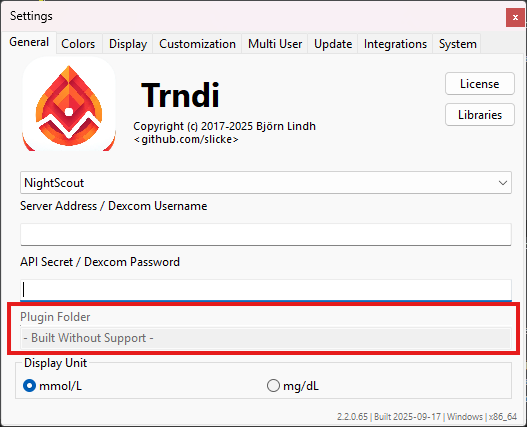 Settings
x
General Colors Display Customization Multi User Update Integrations System
Trndi
License
Libraries
Copyright (c) 2017-2025 Björn Lindh
<github.com/slicke>
NightScout
Server Address / Dexcom Username
API Secret / Dexcom Password
Plugin Folder
- Built Without Support -
Display Unit
mmol/L mg/dL
2.2.0.65 | Built 2025-09-17 | Windows | x86_64